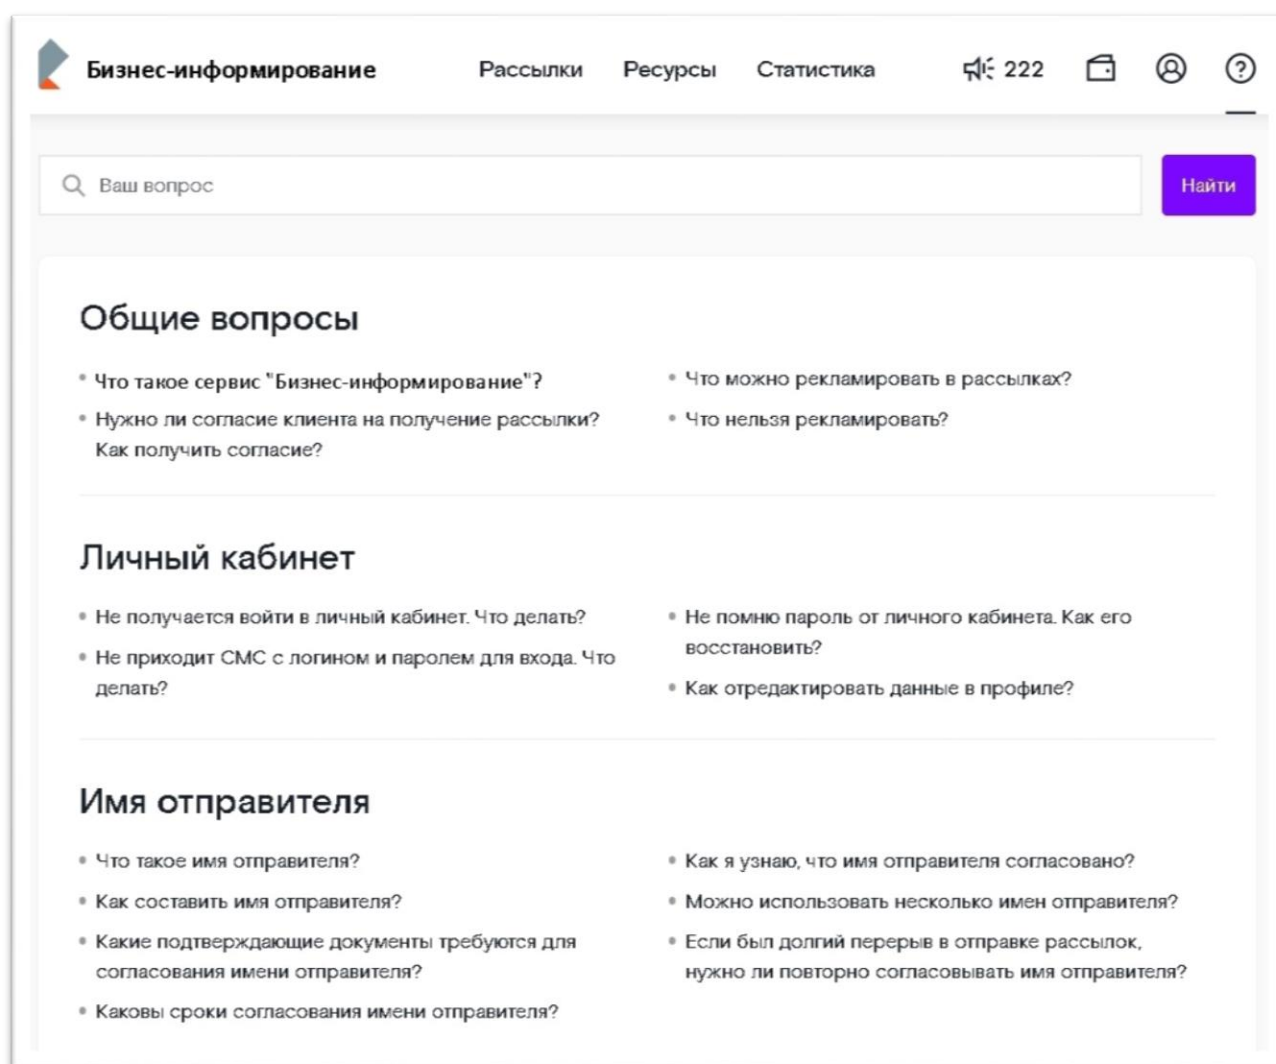 Бизнес-информирование Рассылки Ресурсы Статистика 222
Ваш вопрос Найти
Общие вопросы
• Что такое сервис "Бизнес-информирование"?
• Нужно ли согласие клиента на получение рассылки?
Как получить согласие?
• Что можно рекламировать в рассылках?
• Что нельзя рекламировать?
Личный кабинет
• Не получается войти в личный кабинет. Что делать?
• Не приходит СМС с логином и паролем для входа. Что
делать?
• Не помню пароль от личного кабинета. Как его
восстановить?
• Как отредактировать данные в профиле?
Имя отправителя
• Что такое имя отправителя?
• Как составить имя отправителя?
• Какие подтверждающие документы требуются для
согласования имени отправителя?
• Каковы сроки согласования имени отправителя?
• Как я узнаю, что имя отправителя согласовано?
• Можно использовать несколько имен отправителя?
• Если был долгий перерыв в отправке рассылок,
нужно ли повторно согласовывать имя отправителя?